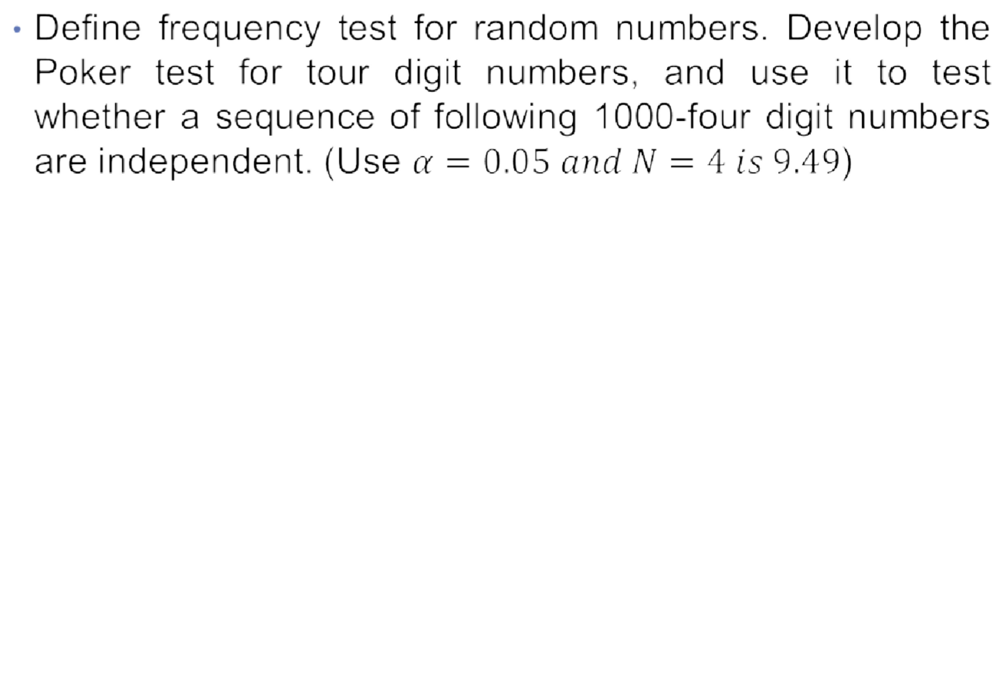 • Define frequency test for random numbers. Develop the
Poker test for tour digit numbers, and use it to test
whether a sequence of following 1000-four digit numbers
are independent. (Use α = 0.05 and N = 4 is 9.49)